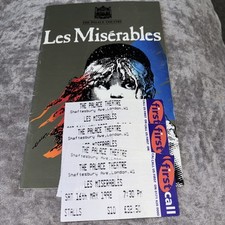 Les Misérables
THE PALACE THEATRE
Shaftesbury Ave,London.W1
LES MISERABLES
THE PALACE THEATRE
Shaftesbury Ave,London.W1
LES MISERABLES
THE PALACE THEATRE
Shaftesbury Ave,London.W1
LES MISERABLES
SAT 16th MAY 1998 7:30 PM
STALLS
first
first
first call